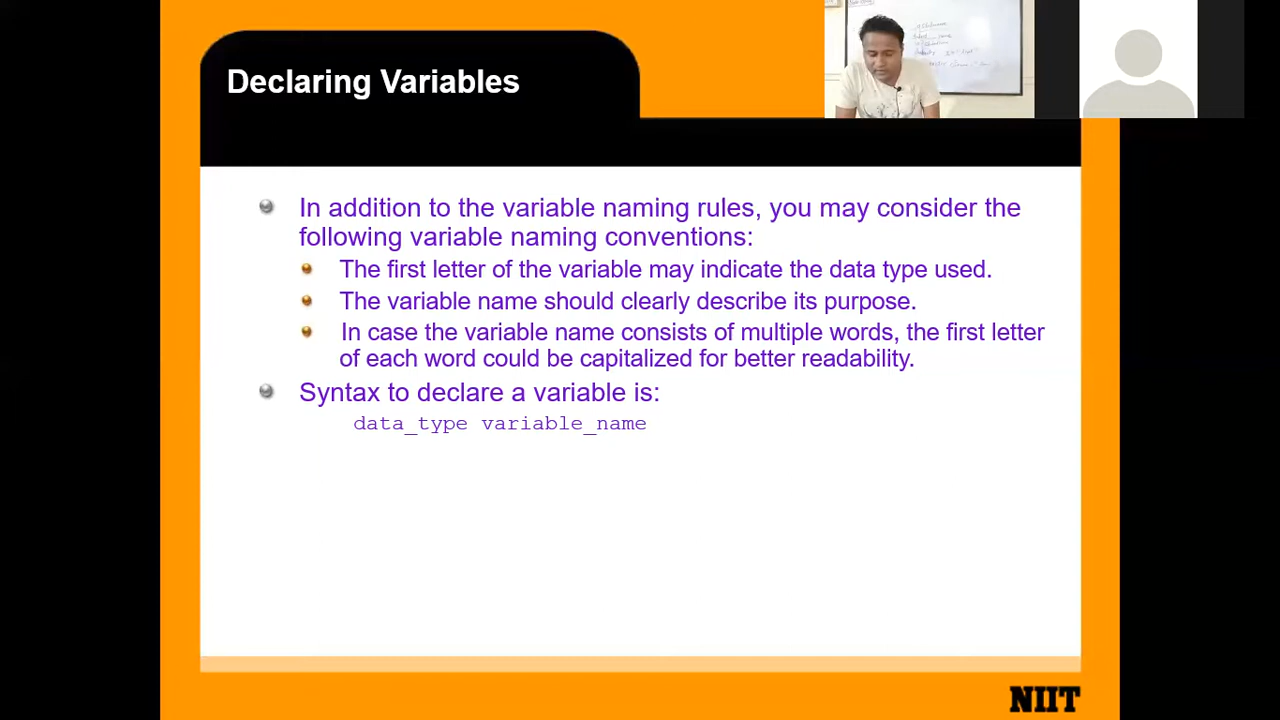 Declaring Variables
In addition to the variable naming rules, you may consider the
following variable naming conventions:
The first letter of the variable may indicate the data type used.
The variable name should clearly describe its purpose.
In case the variable name consists of multiple words, the first letter
of each word could be capitalized for better readability.
Syntax to declare a variable is:
data_type variable_name
NIIT